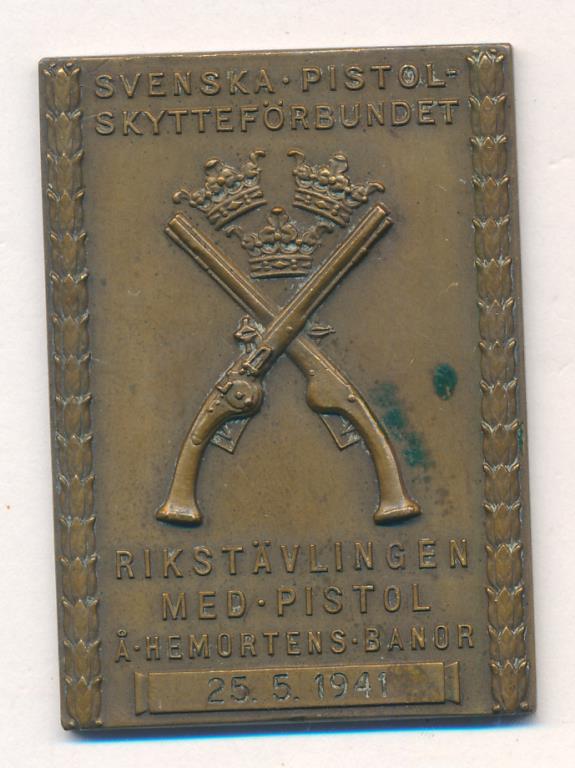 SVENSKA · PISTOL-
SKYTTEFÖRBUNDET
RIKSTÄVLINGEN
MED · PISTOL
Å · HEMORTENS · BANOR
25. 5. 1941